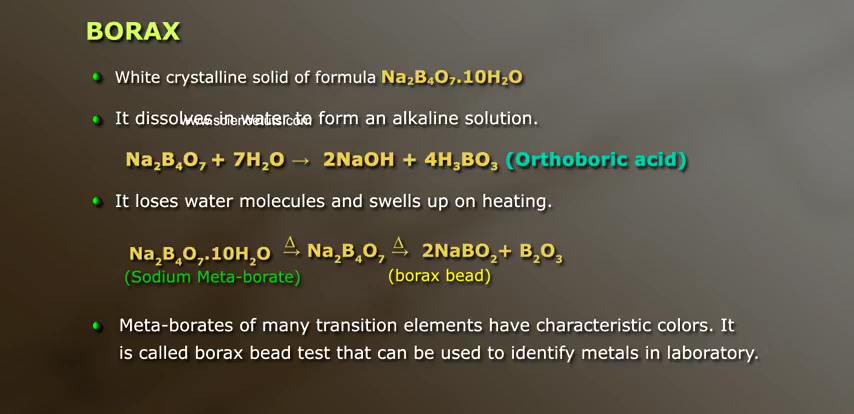 BORAX
White crystalline solid of formula Na₂B₄O₇.10H₂O
It dissolves in water to form an alkaline solution.
Na₂B₄O₇ + 7H₂O → 2NaOH + 4H₃BO₃ (Orthoboric acid)
It loses water molecules and swells up on heating.
Na₂B₄O₇.10H₂O Δ→ Na₂B₄O₇ Δ→ 2NaBO₂+ B₂O₃
(Sodium Meta-borate) (borax bead)
Meta-borates of many transition elements have characteristic colors. It
is called borax bead test that can be used to identify metals in laboratory.